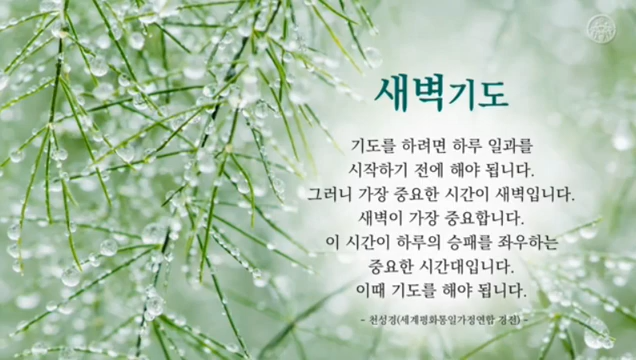 새벽기도
기도를 하려면 하루 일과를
시작하기 전에 해야 됩니다.
그러니 가장 중요한 시간이 새벽입니다.
새벽이 가장 중요합니다.
이 시간이 하루의 승패를 좌우하는
중요한 시간대입니다.
이때 기도를 해야 됩니다.
- 천성경(세계평화통일가정연합 경전) -